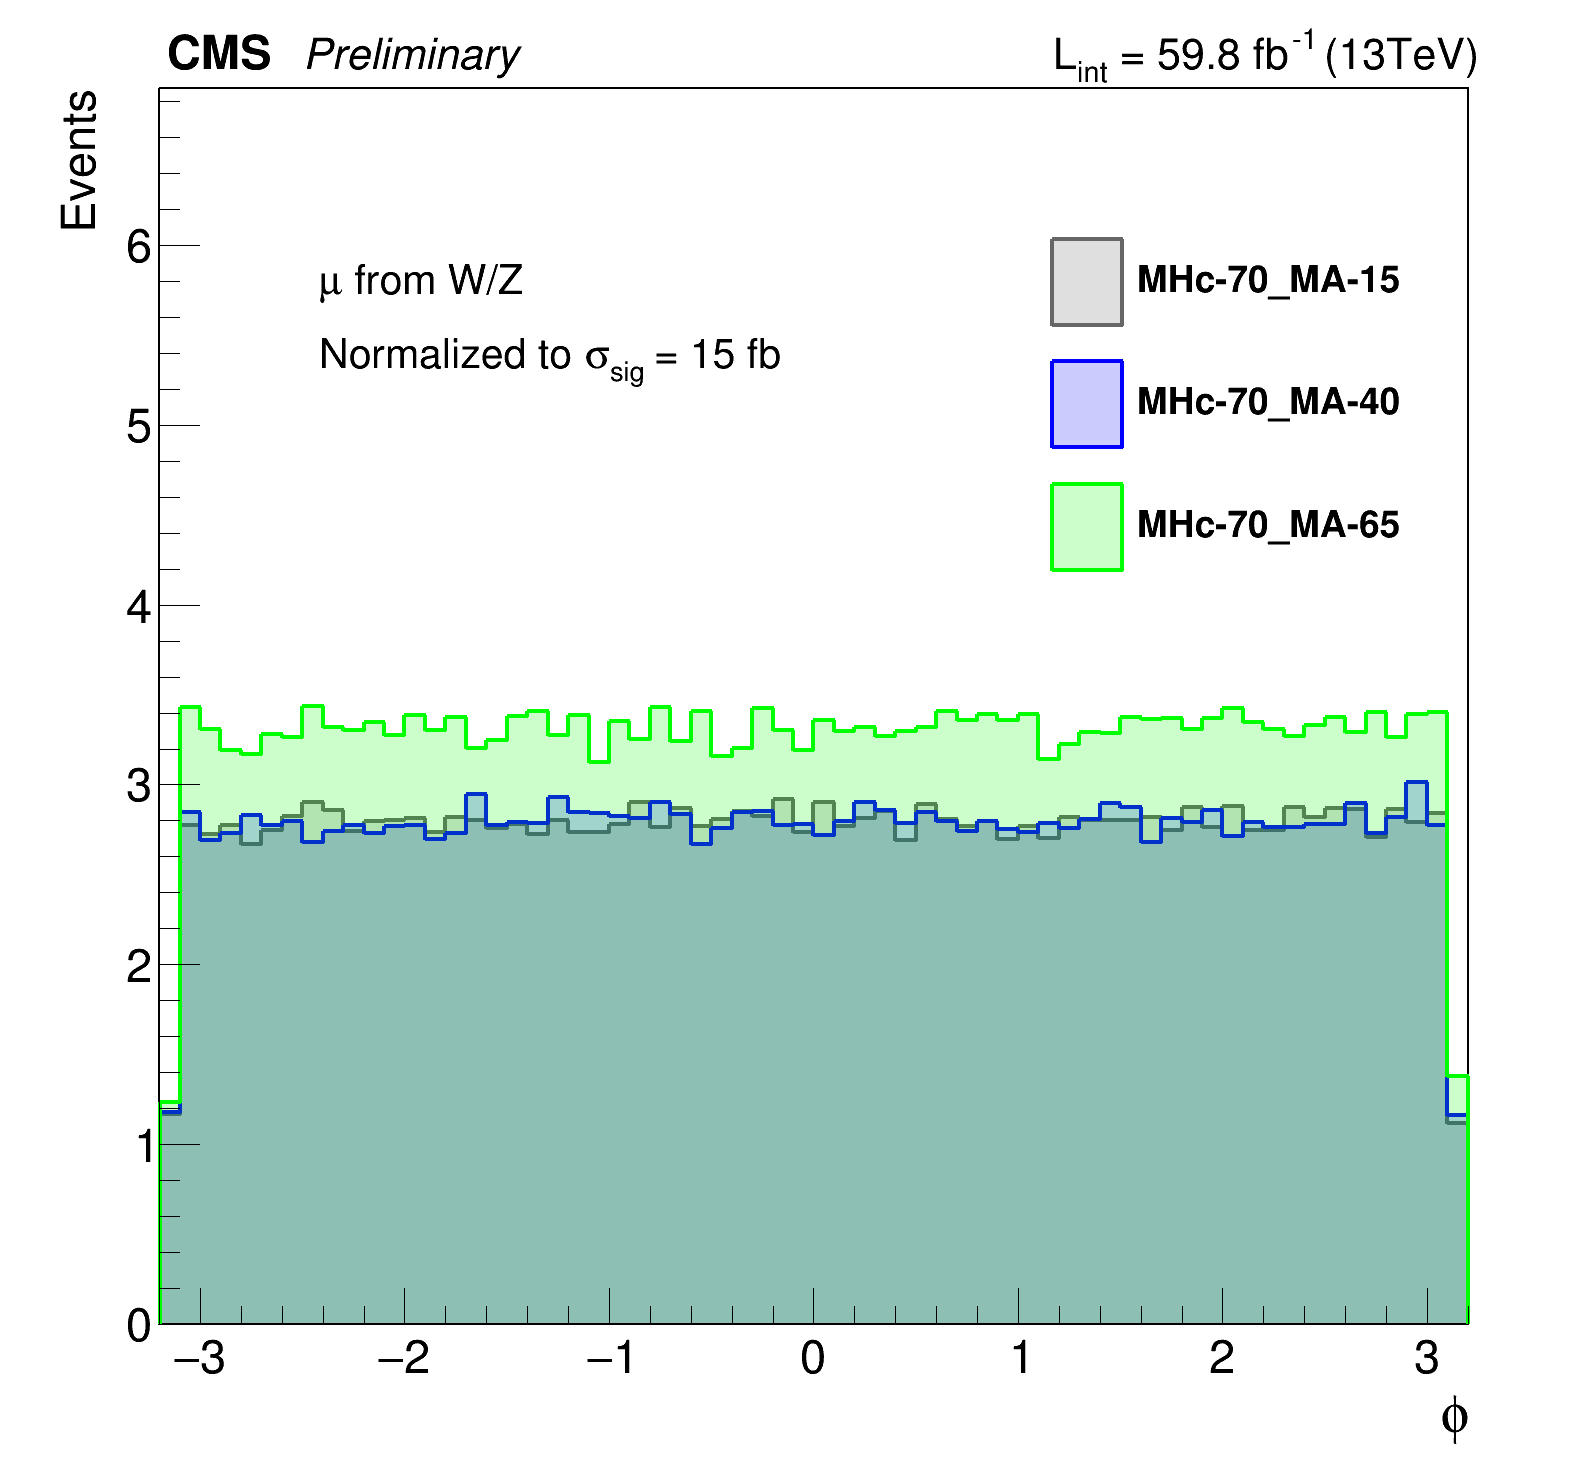 CMS Preliminary
L_int = 59.8 fb^-1 (13TeV)
Events
μ from W/Z
Normalized to σ_sig = 15 fb
MHc-70_MA-15
MHc-70_MA-40
MHc-70_MA-65
6
5
4
3
2
1
0
−3 −2 −1 0 1 2 3
ϕ